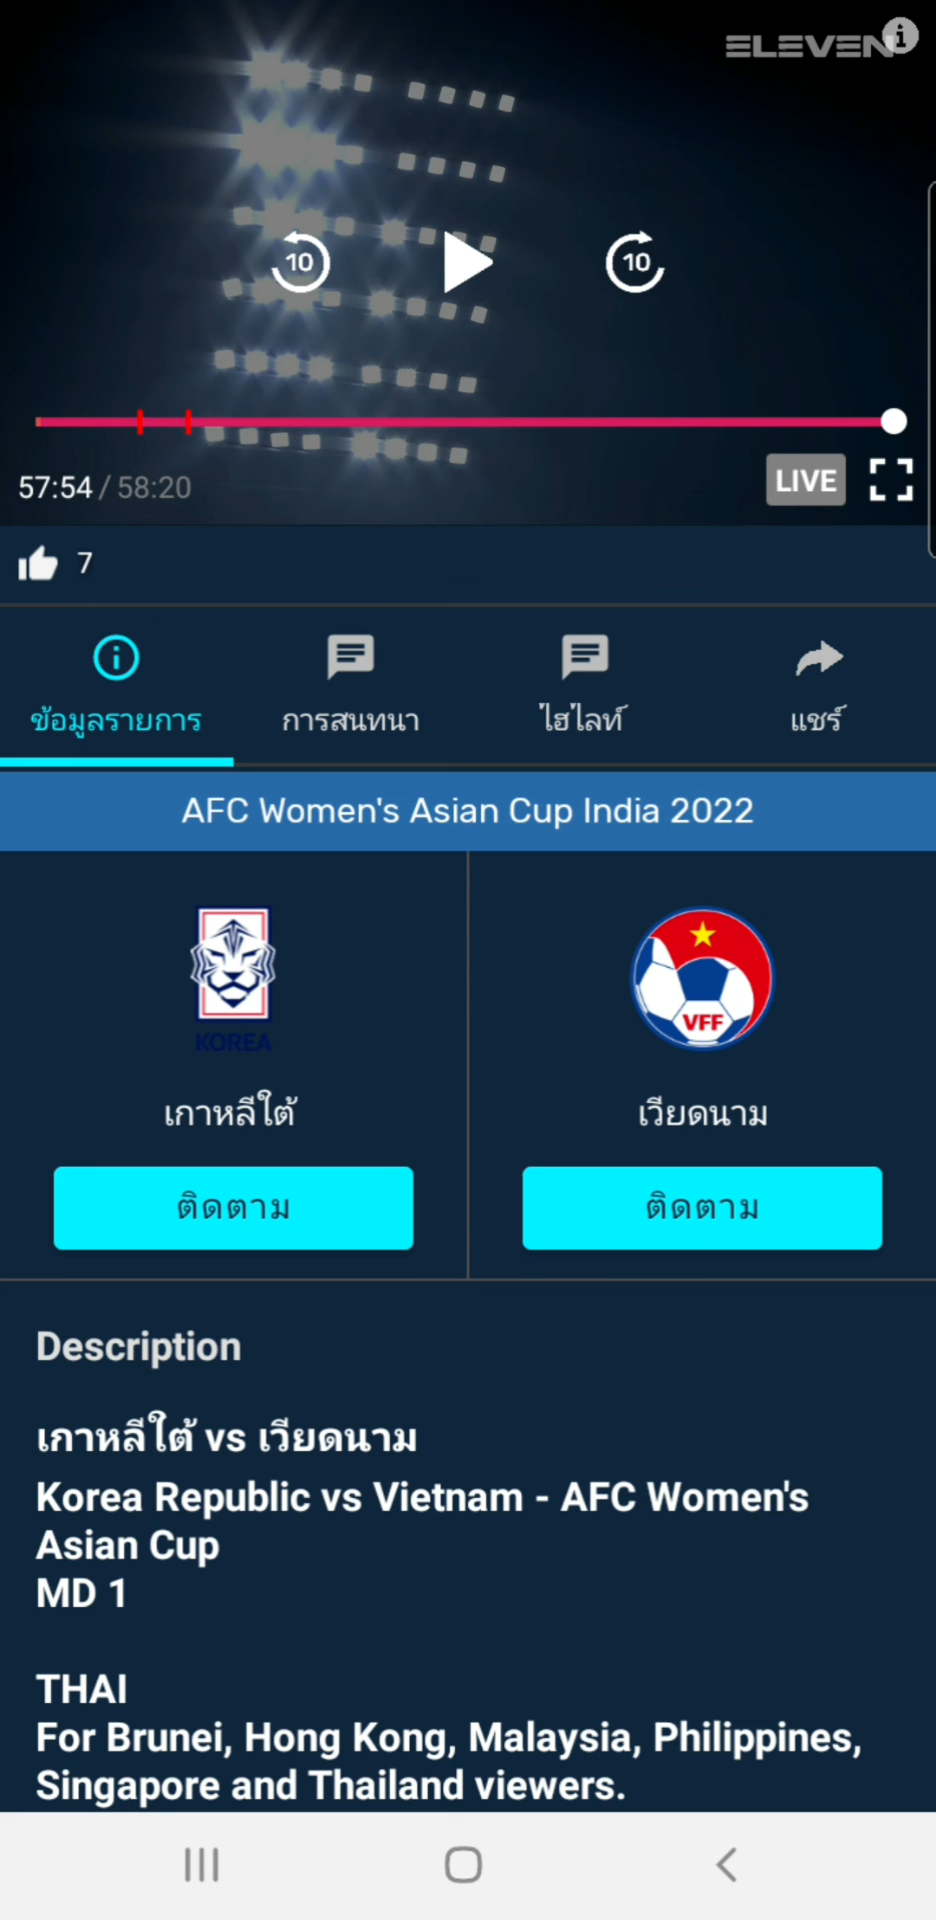 ELEVEN
10
10
57:54 / 58:20
LIVE
7
ข้อมูลรายการ
การสนทนา
ไฮไลท์
แชร์
AFC Women's Asian Cup India 2022
KOREA
VFF
เกาหลีใต้
เวียดนาม
ติดตาม
ติดตาม
Description
เกาหลีใต้ vs เวียดนาม
Korea Republic vs Vietnam - AFC Women's
Asian Cup
MD 1
THAI
For Brunei, Hong Kong, Malaysia, Philippines,
Singapore and Thailand viewers.